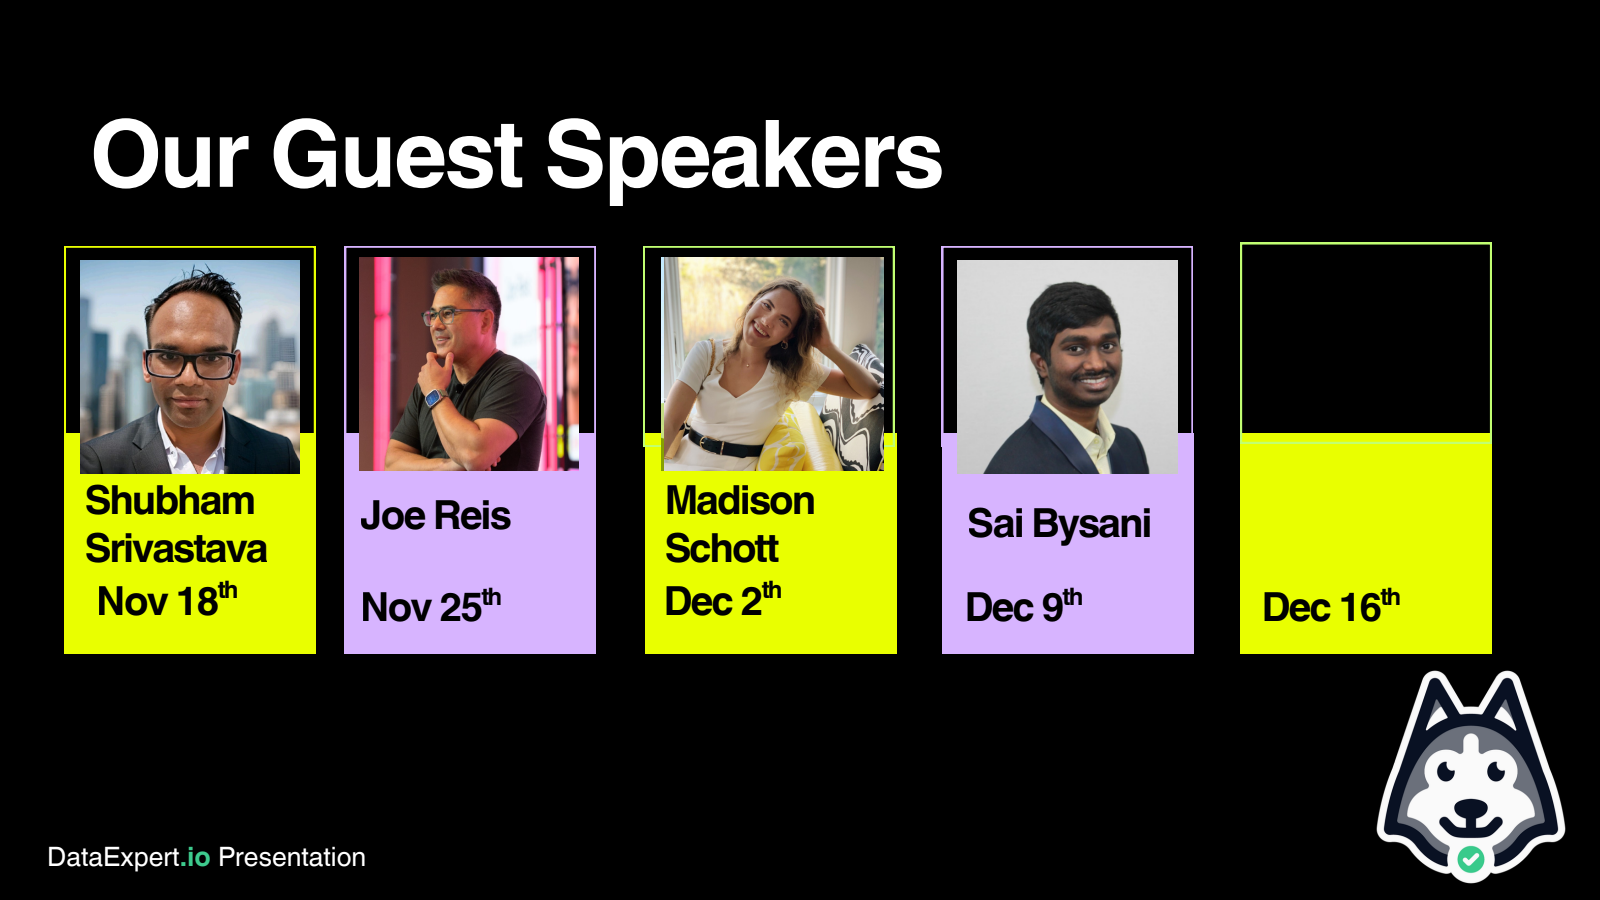 Our Guest Speakers
Shubham
Srivastava
Nov 18th
Joe Reis
Nov 25th
Madison
Schott
Dec 2th
Sai Bysani
Dec 9th
Dec 16th
DataExpert.io Presentation